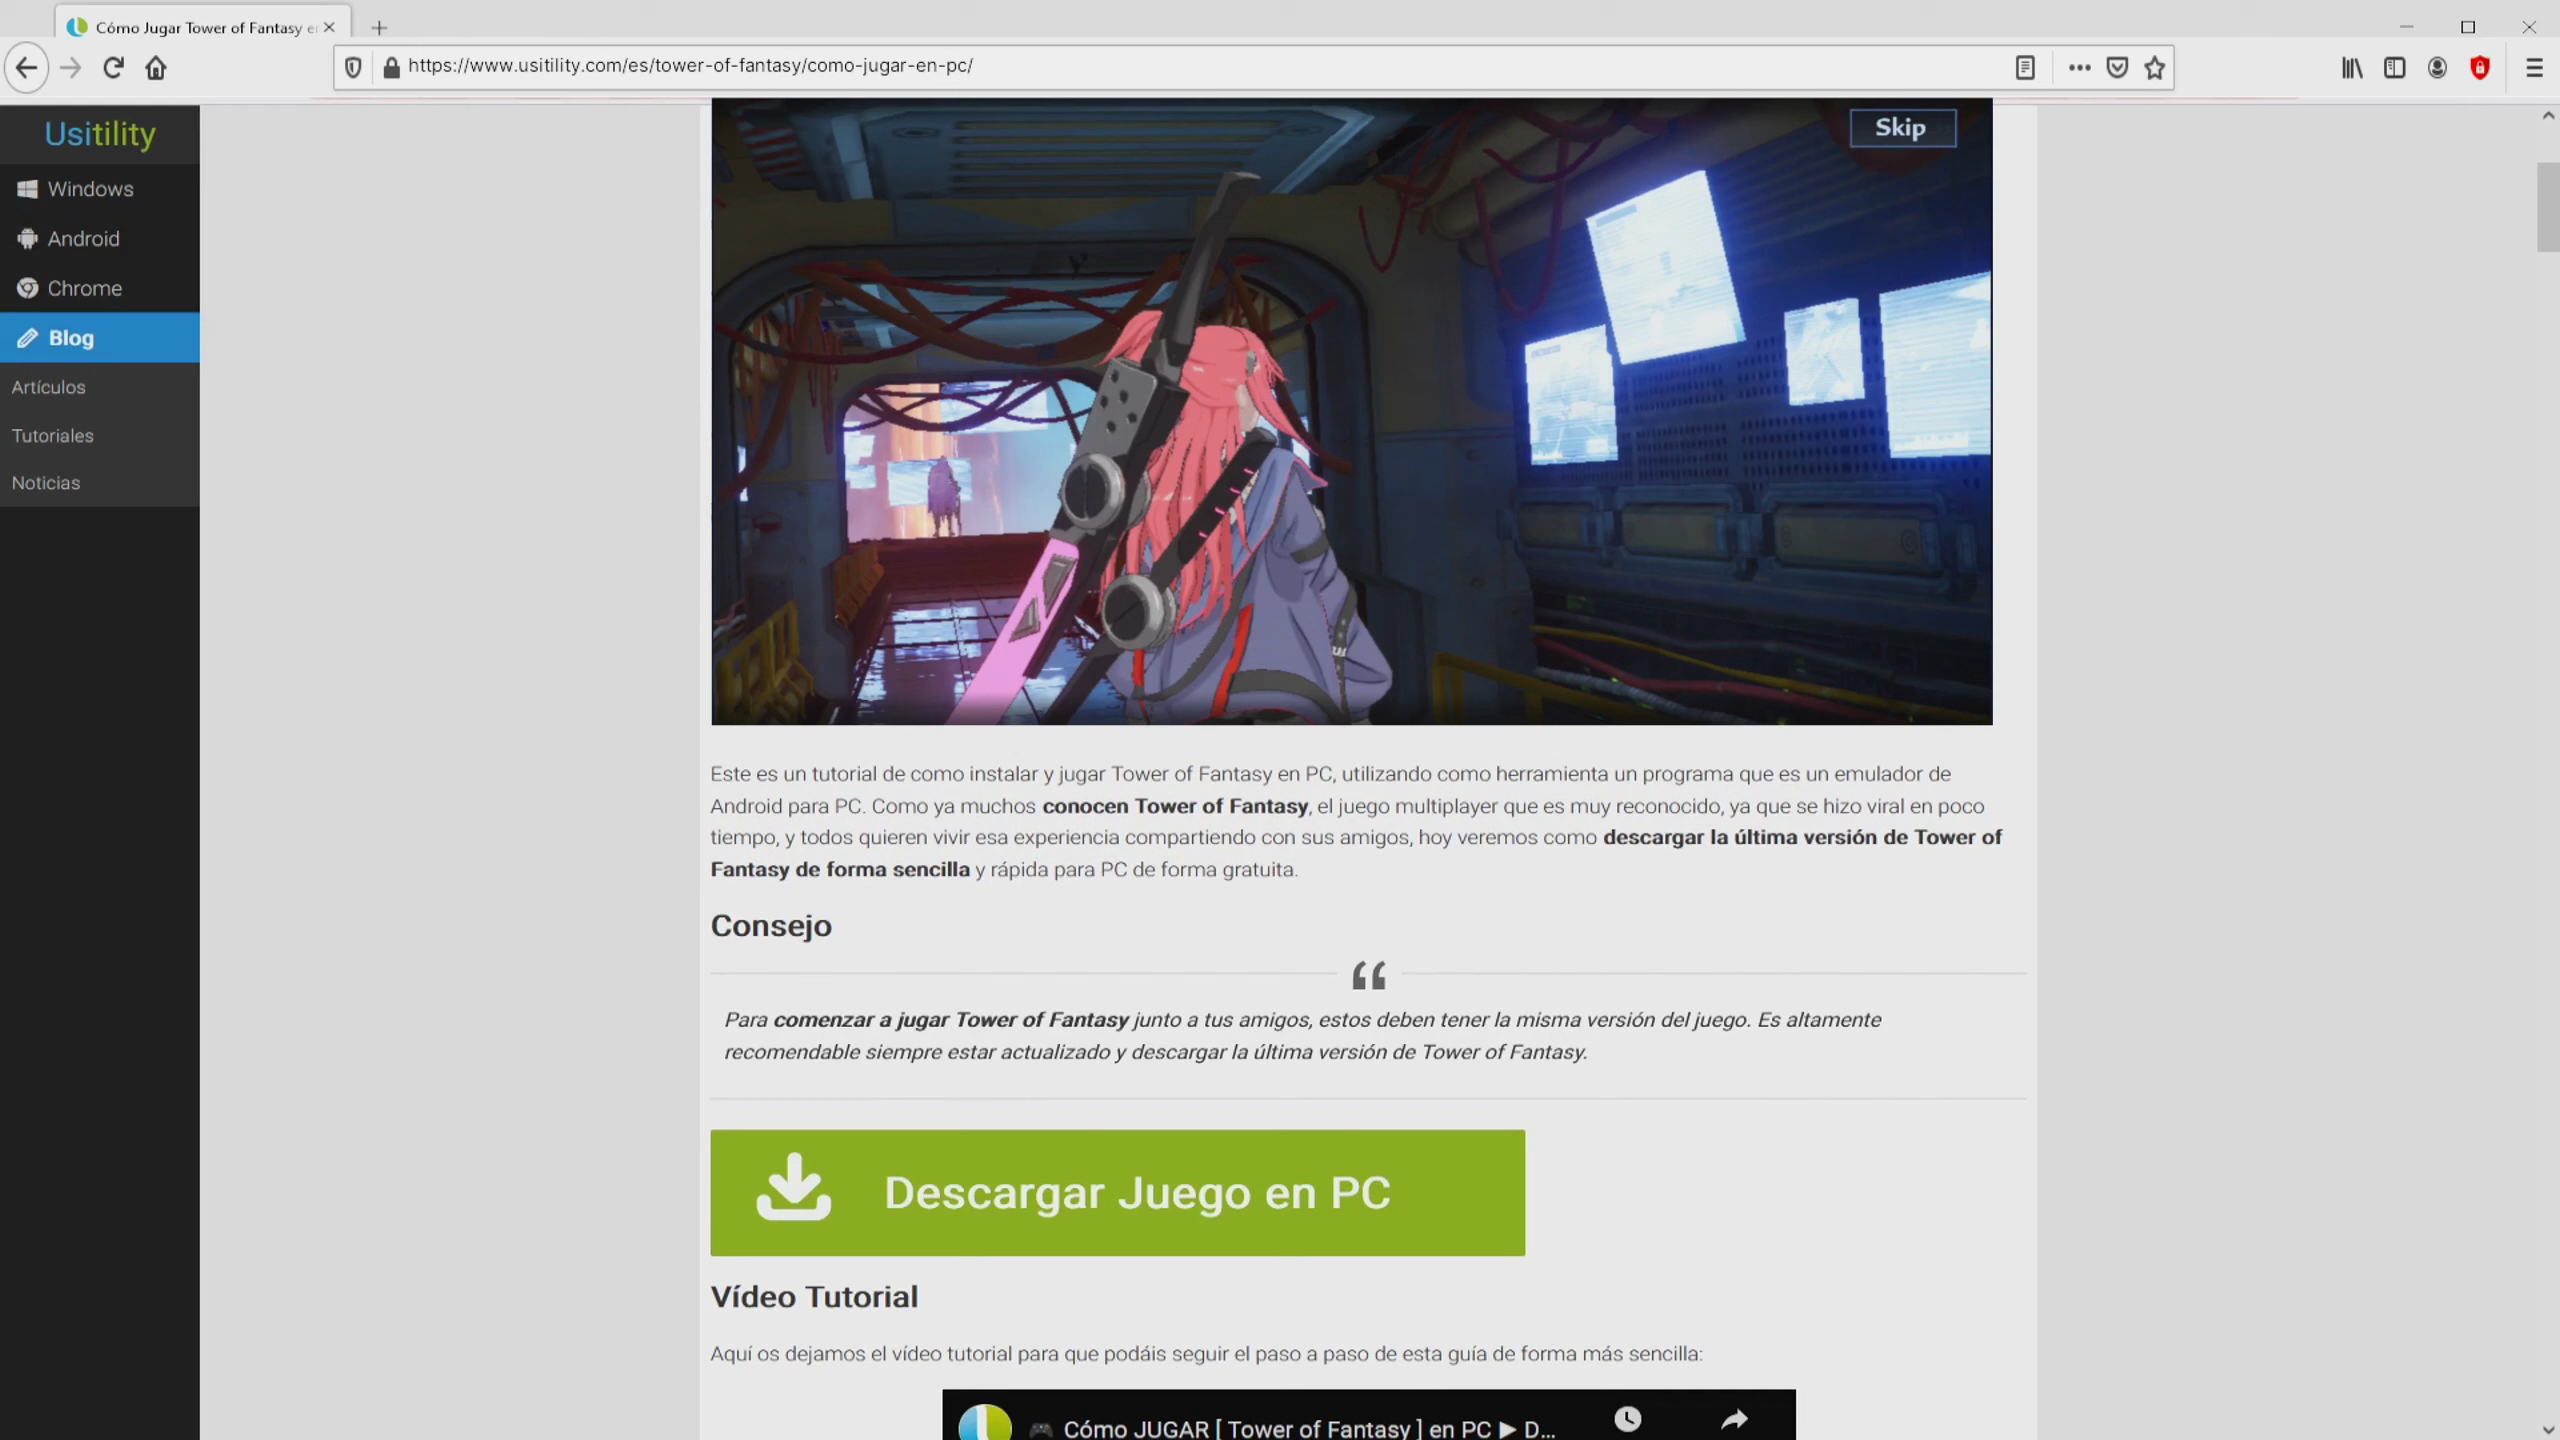 Cómo Jugar Tower of Fantasy en
https://www.usitility.com/es/tower-of-fantasy/como-jugar-en-pc/
Usitility
Windows
Android
Chrome
Blog
Artículos
Tutoriales
Noticias
Skip
Este es un tutorial de como instalar y jugar Tower of Fantasy en PC, utilizando como herramienta un programa que es un emulador de
Android para PC. Como ya muchos conocen Tower of Fantasy, el juego multiplayer que es muy reconocido, ya que se hizo viral en poco
tiempo, y todos quieren vivir esa experiencia compartiendo con sus amigos, hoy veremos como descargar la última versión de Tower of
Fantasy de forma sencilla y rápida para PC de forma gratuita.
Consejo
Para comenzar a jugar Tower of Fantasy junto a tus amigos, estos deben tener la misma versión del juego. Es altamente
recomendable siempre estar actualizado y descargar la última versión de Tower of Fantasy.
Descargar Juego en PC
Vídeo Tutorial
Aquí os dejamos el vídeo tutorial para que podáis seguir el paso a paso de esta guía de forma más sencilla:
Cómo JUGAR [ Tower of Fantasy ] en PC ► D...